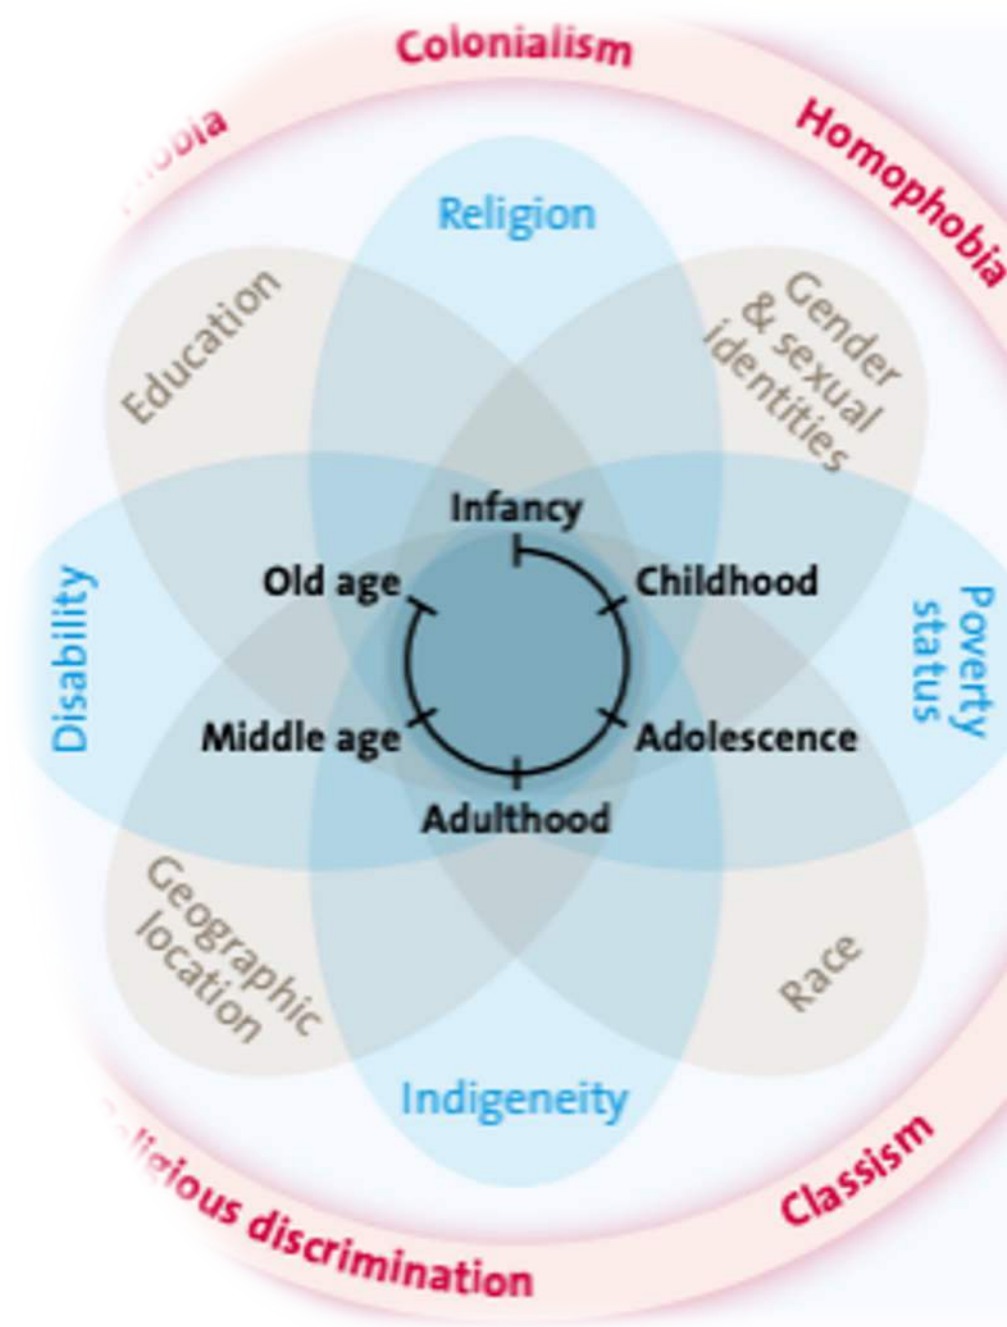 Colonialism
Homophobia
Religion
Education
Gender
& sexual
identities
Infancy
Old age
Childhood
Disability
Poverty
status
Middle age
Adolescence
Adulthood
Geographic
location
Race
Indigeneity
Classism
discrimination